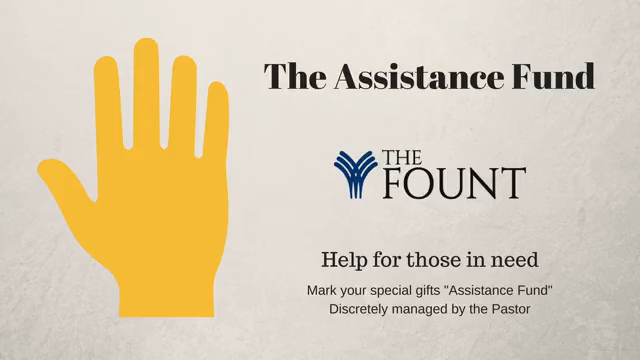 The Assistance Fund
THE
FOUNT
Help for those in need
Mark your special gifts "Assistance Fund"
Discretely managed by the Pastor